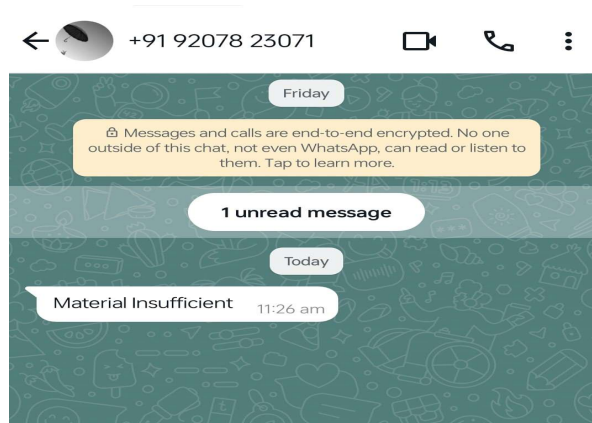 +91 92078 23071
Friday
Messages and calls are end-to-end encrypted. No one
outside of this chat, not even WhatsApp, can read or listen to
them. Tap to learn more.
1 unread message
Today
Material Insufficient 11:26 am